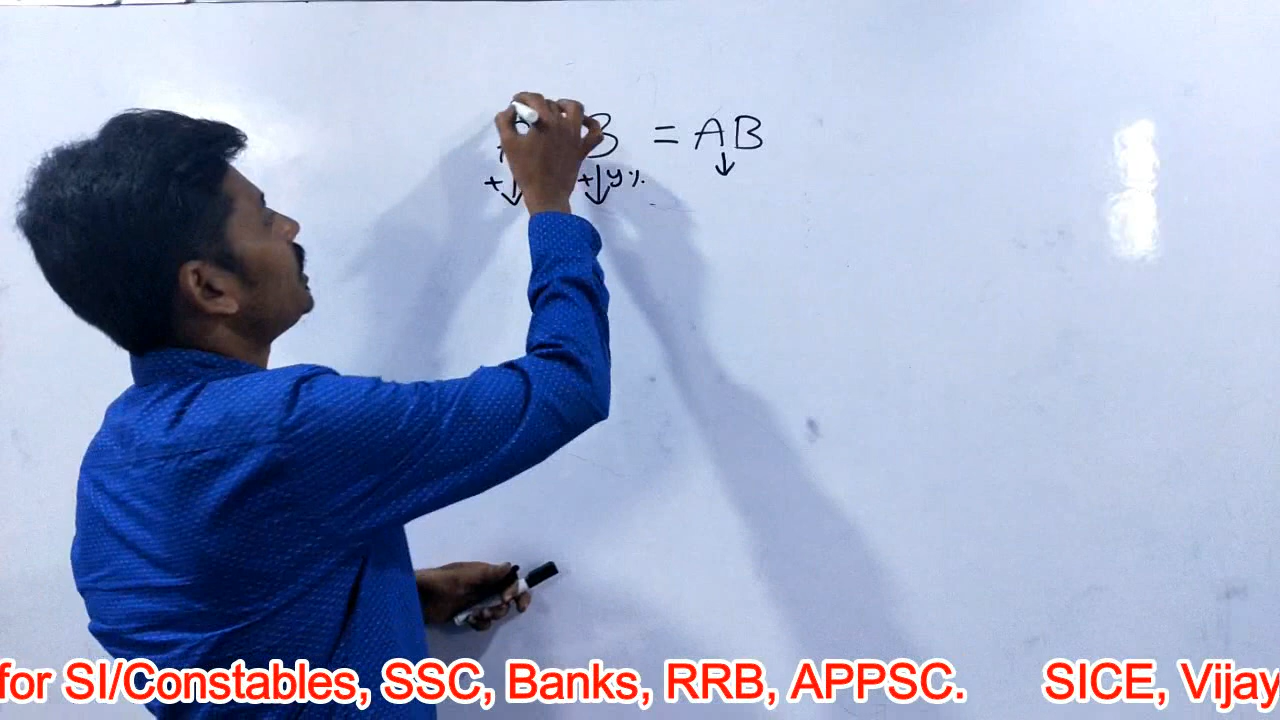 A B = AB
+↓ +↓y% ↓
for SI/Constables, SSC, Banks, RRB, APPSC. SICE, Vijay